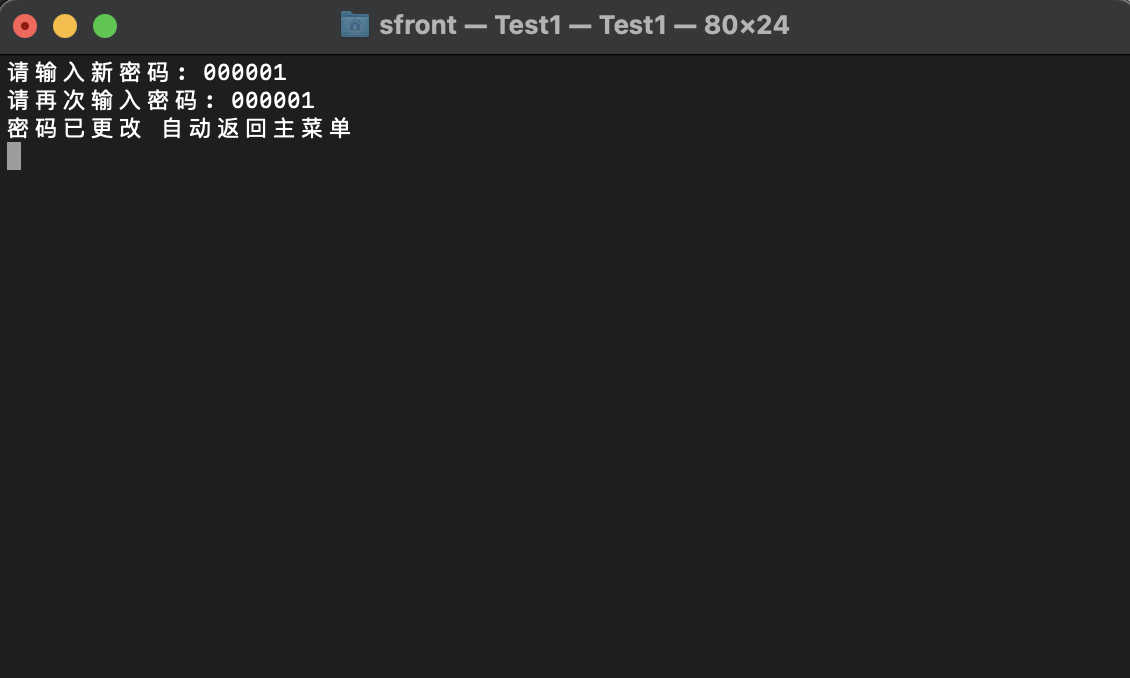 sfront — Test1 — Test1 — 80×24
请输入新密码: 000001
请再次输入密码: 000001
密码已更改 自动返回主菜单